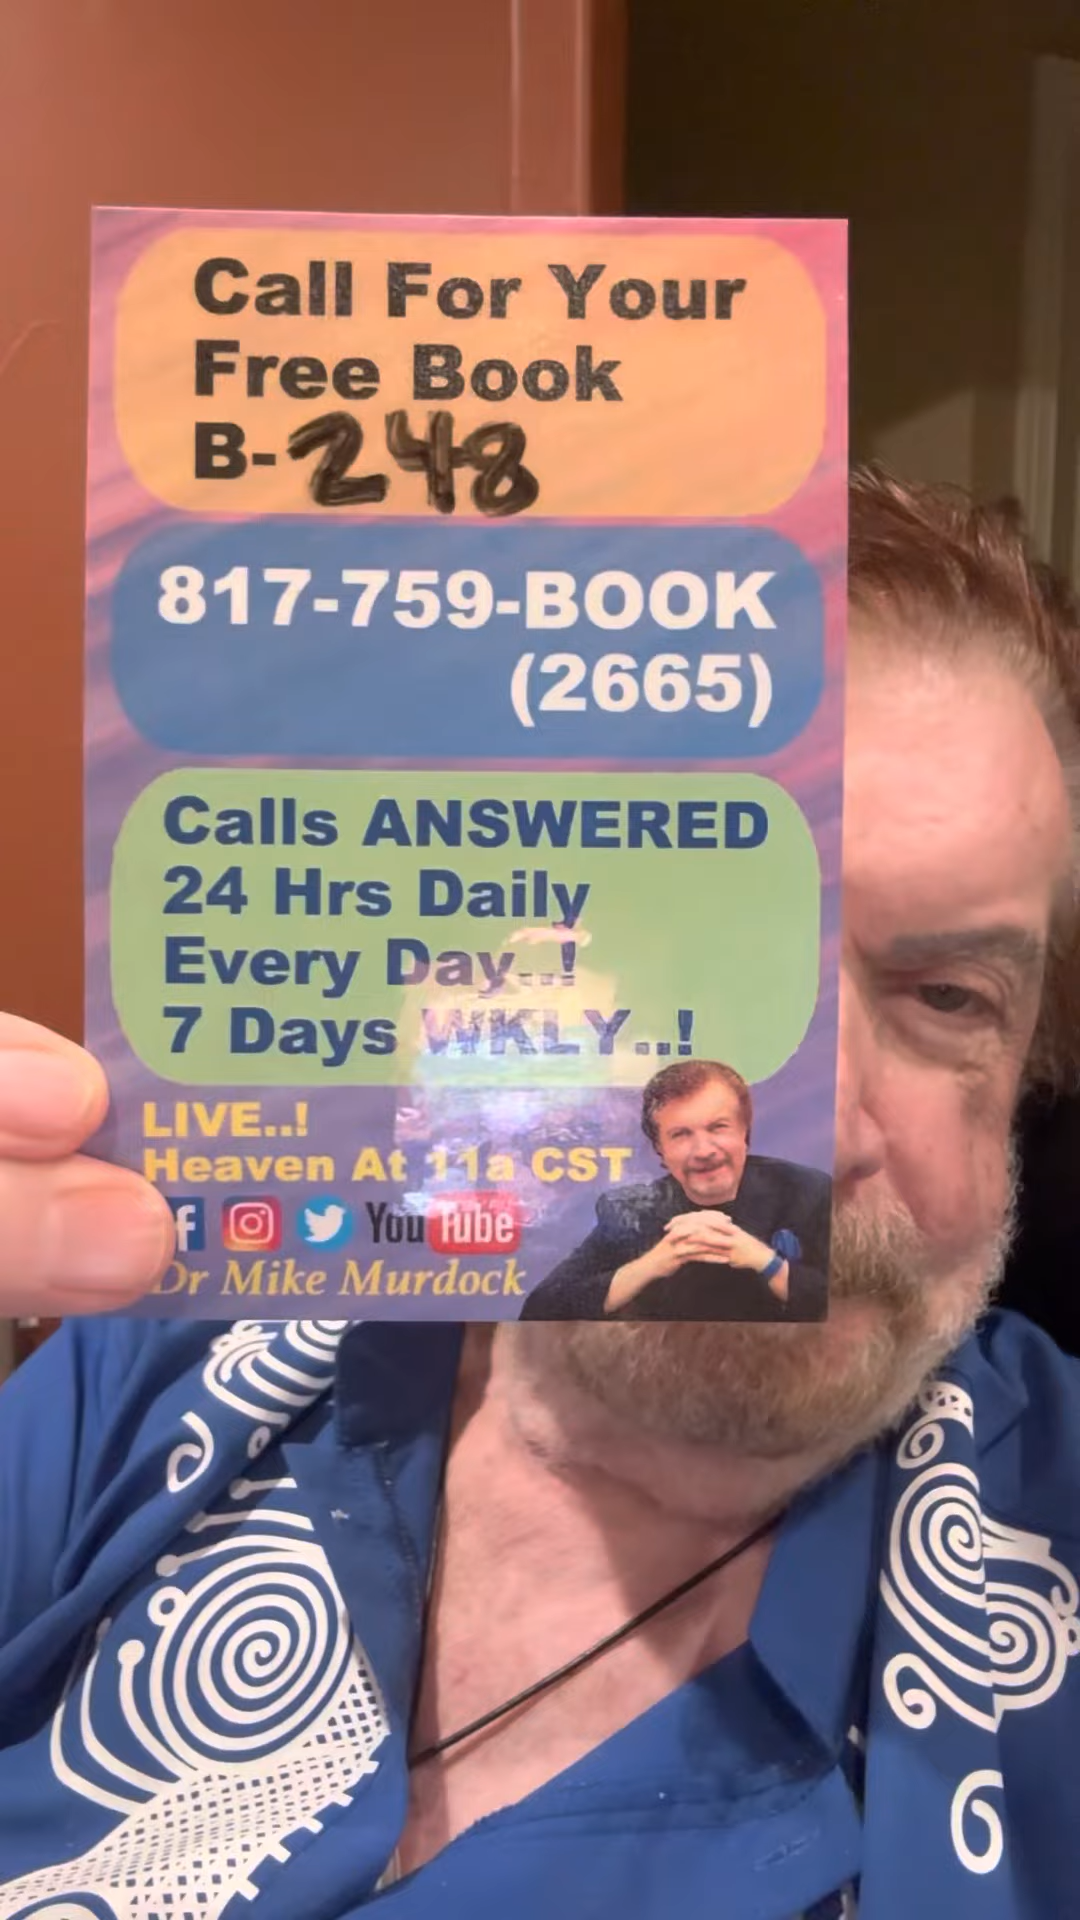 Call For Your
Free Book
B-248
817-759-BOOK
(2665)
Calls ANSWERED
24 Hrs Daily
Every Day..!
7 Days WKLY..!
LIVE..!
Heaven At 11a CST
f YouTube
Dr Mike Murdock